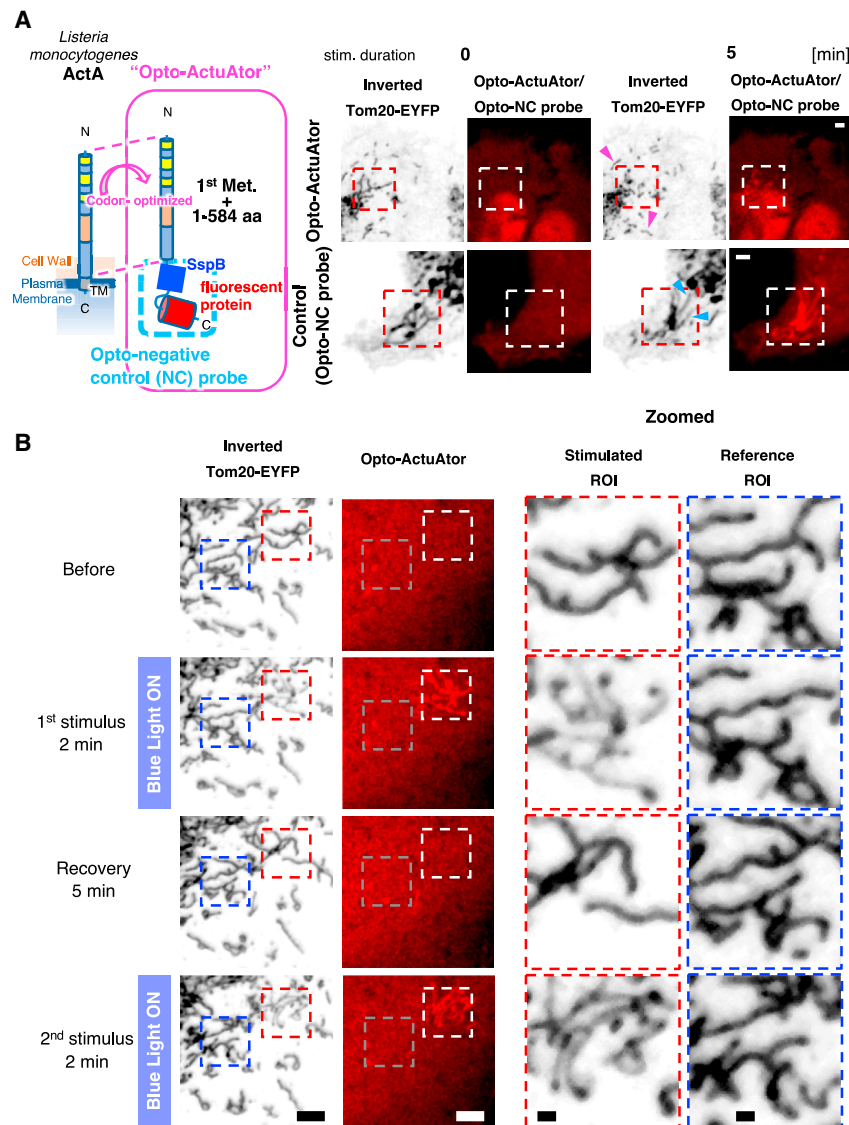 A
Listeria
monocytogenes
ActA
"Opto-ActuAtor"
N
N
Codon-optimized
1st Met.
+
1-584 aa
Cell Wall
Plasma
Membrane
TM
C
SspB
fluorescent
protein
C
Opto-negative
control (NC) probe
stim. duration
0
5
[min]
Inverted
Tom20-EYFP
Opto-ActuAtor/
Opto-NC probe
Inverted
Tom20-EYFP
Opto-ActuAtor/
Opto-NC probe
Opto-ActuAtor
Control
(Opto-NC probe)
B
Inverted
Tom20-EYFP
Opto-ActuAtor
Zoomed
Stimulated
ROI
Reference
ROI
Before
1st stimulus
2 min
Blue Light ON
Recovery
5 min
2nd stimulus
2 min
Blue Light ON